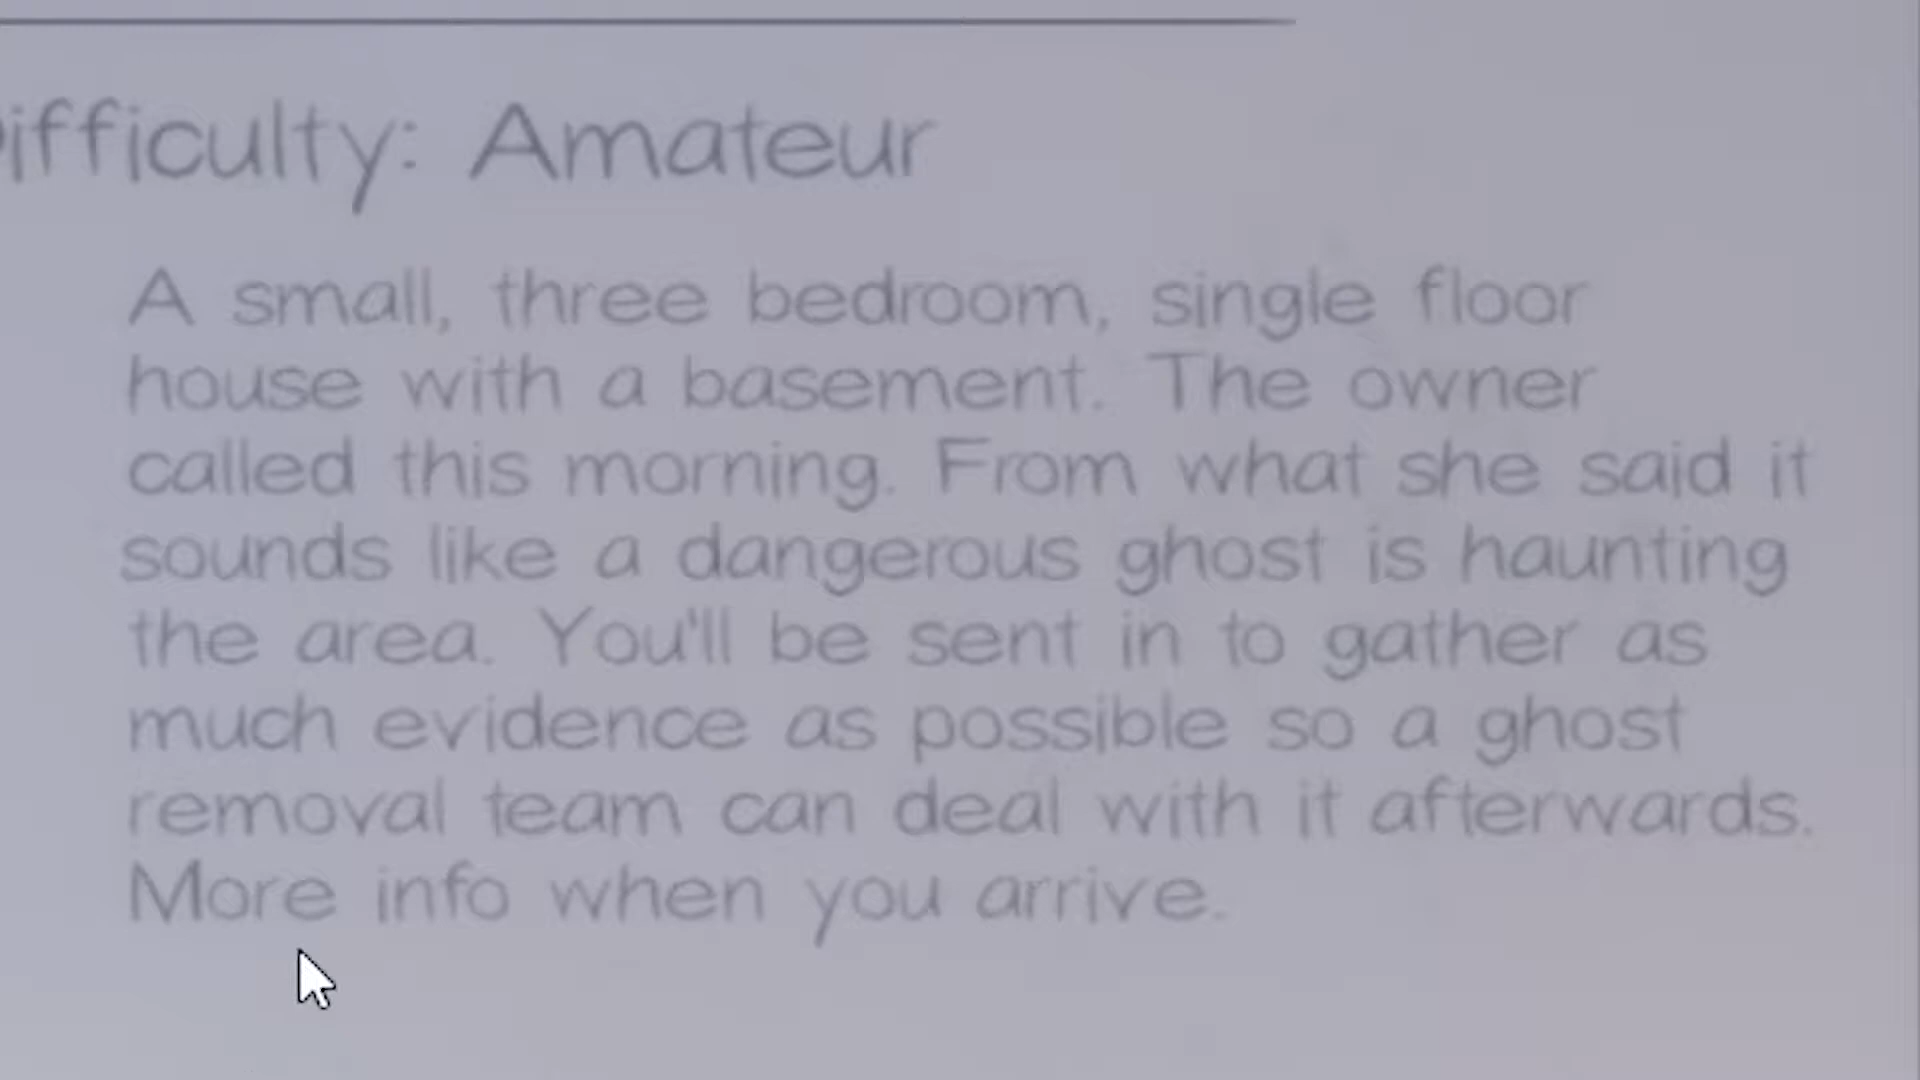 Difficulty: Amateur
A small, three bedroom, single floor
house with a basement. The owner
called this morning. From what she said it
sounds like a dangerous ghost is haunting
the area. You'll be sent in to gather as
much evidence as possible so a ghost
removal team can deal with it afterwards.
More info when you arrive.